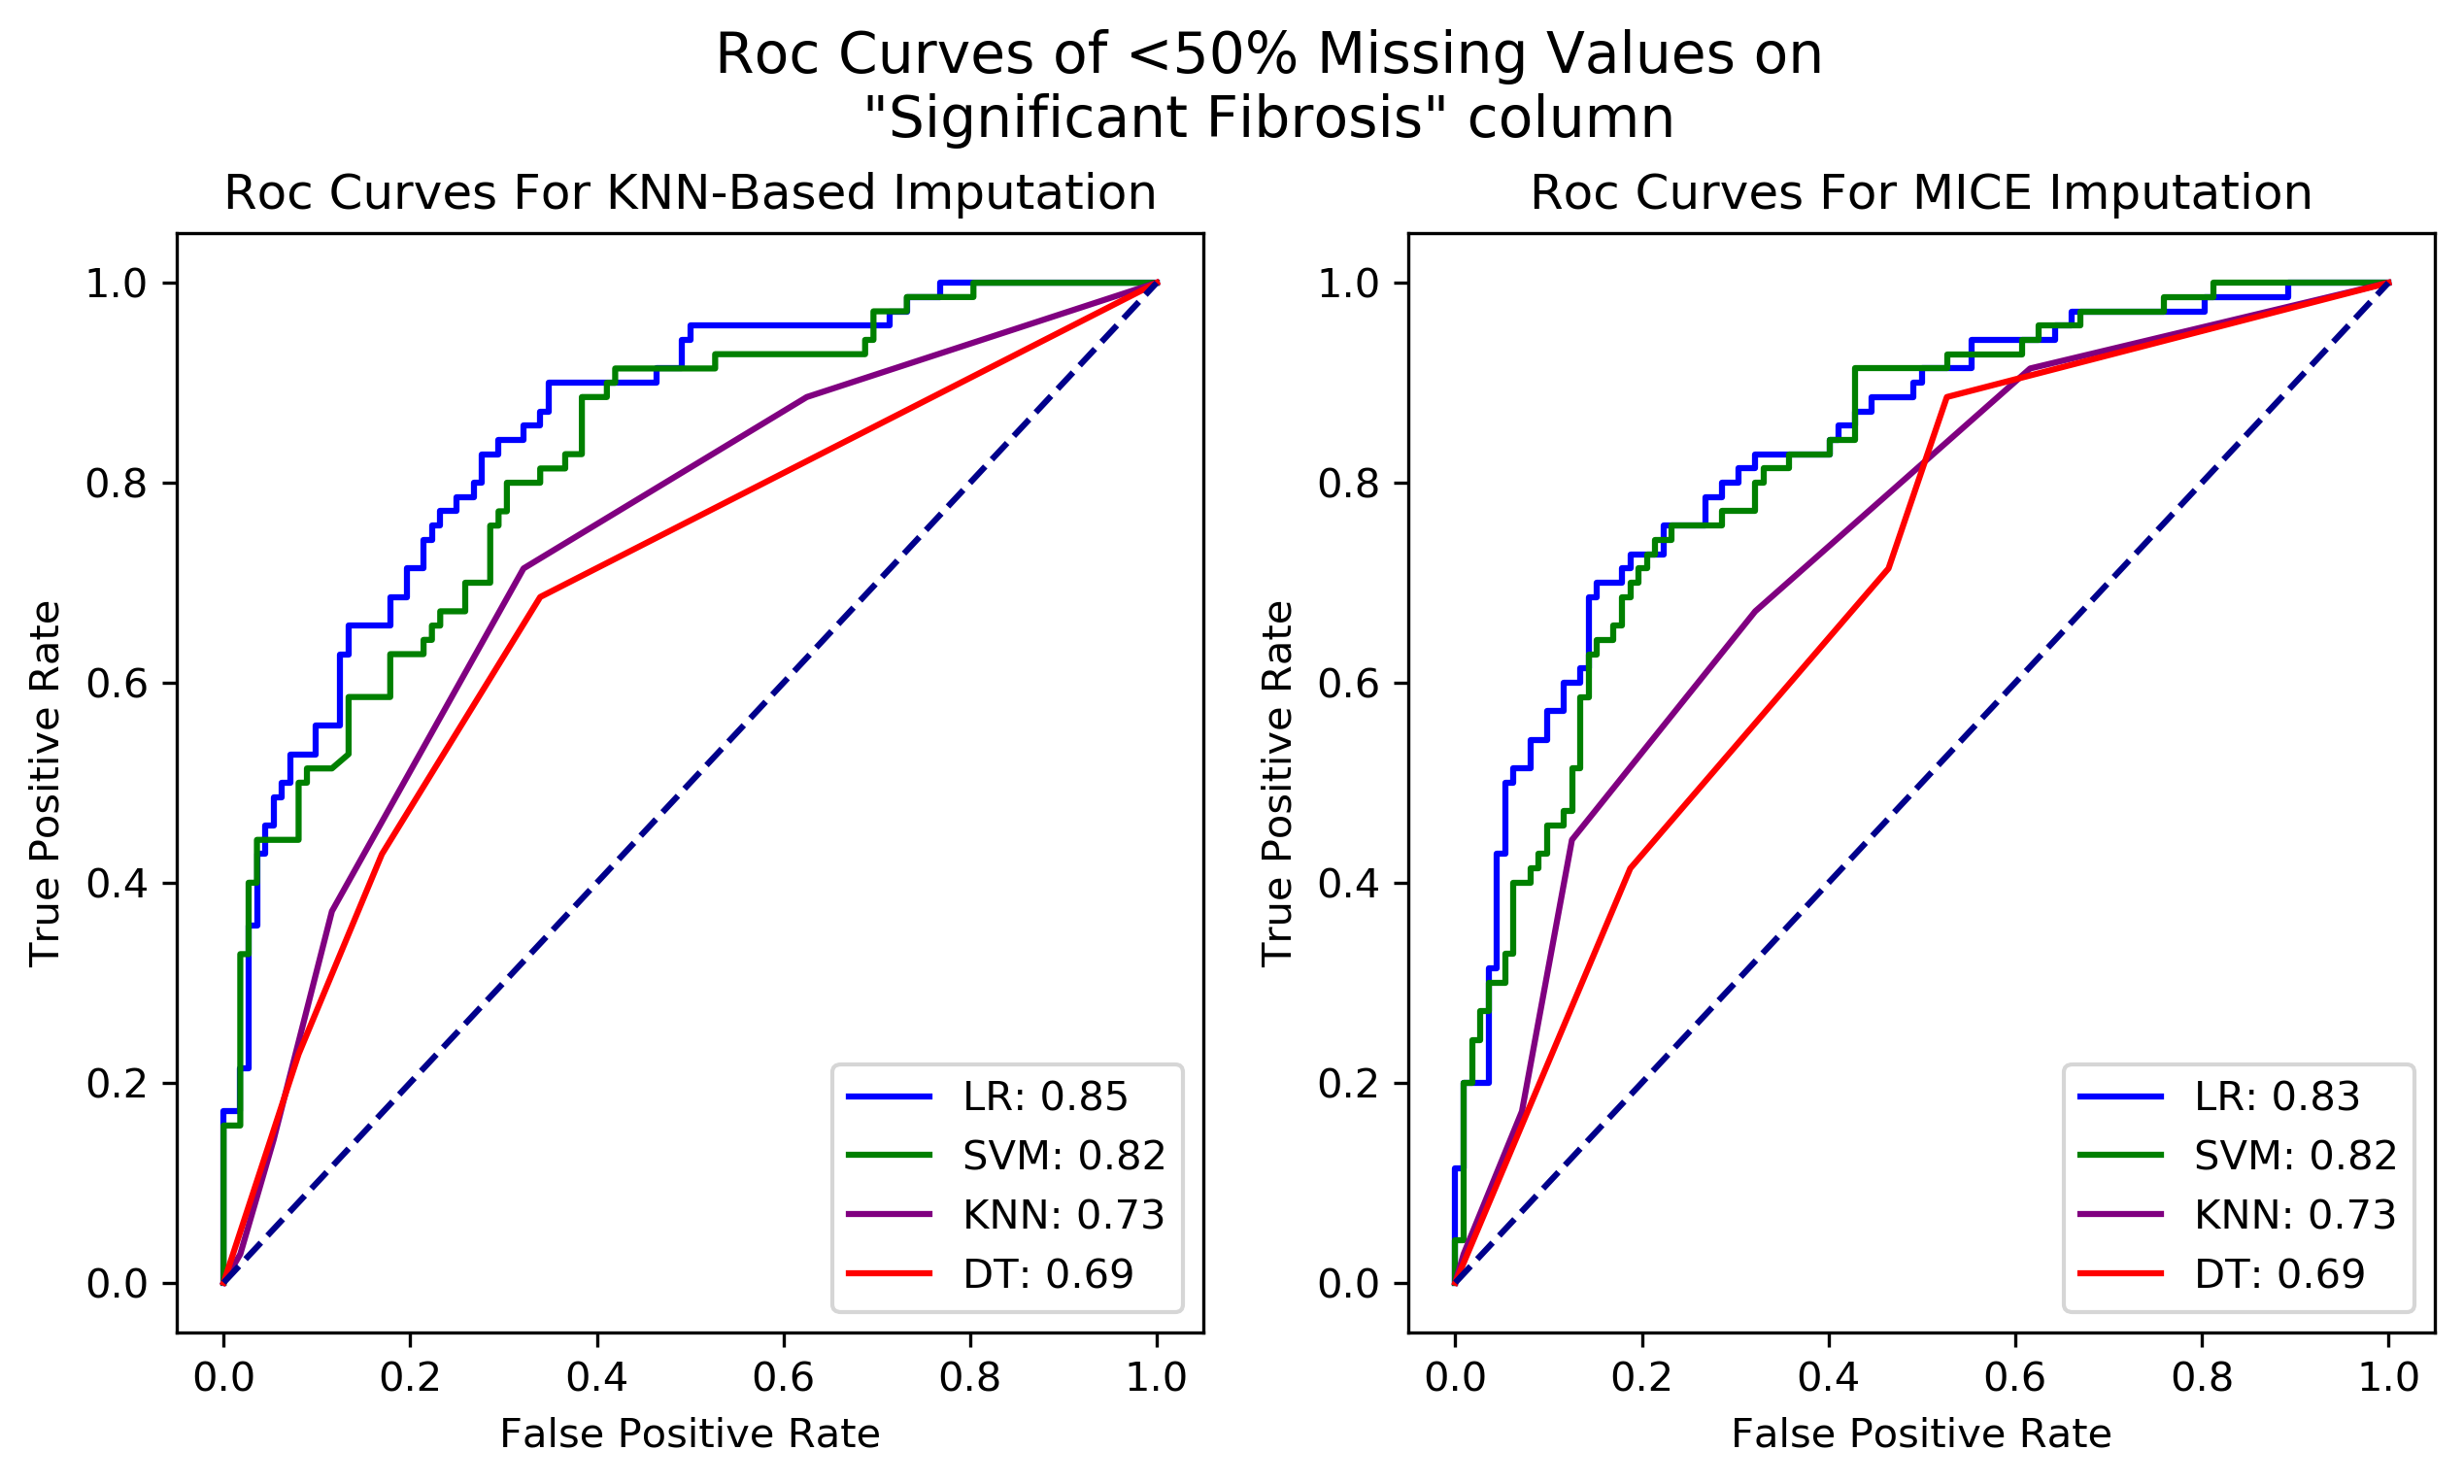 Roc Curves of <50% Missing Values on
"Significant Fibrosis" column
Roc Curves For KNN-Based Imputation
True Positive Rate
1.0
0.8
0.6
0.4
0.2
0.0
LR: 0.85
SVM: 0.82
KNN: 0.73
DT: 0.69
0.0 0.2 0.4 0.6 0.8 1.0
False Positive Rate
Roc Curves For MICE Imputation
True Positive Rate
1.0
0.8
0.6
0.4
0.2
0.0
LR: 0.83
SVM: 0.82
KNN: 0.73
DT: 0.69
0.0 0.2 0.4 0.6 0.8 1.0
False Positive Rate